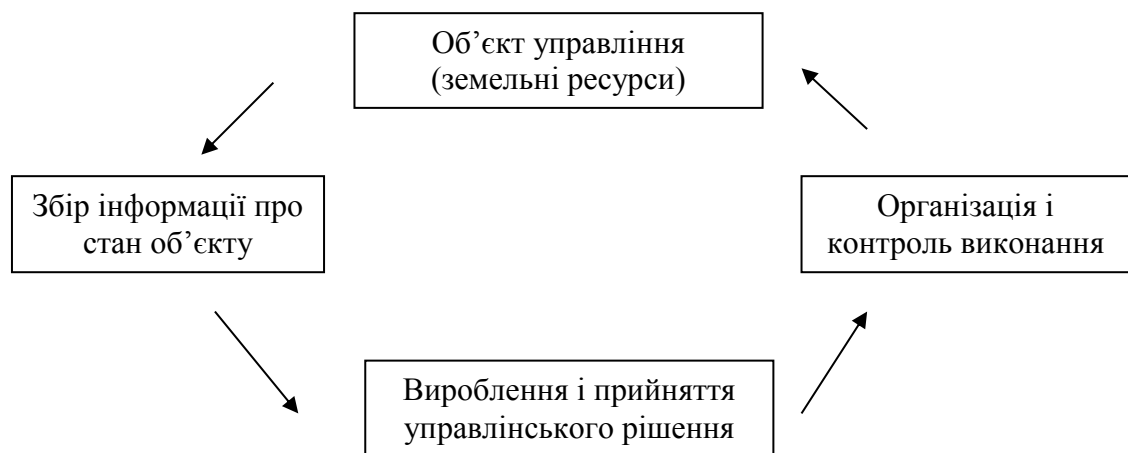 Об’єкт управління
(земельні ресурси)
Збір інформації про
стан об’єкту
Організація і
контроль виконання
Вироблення і прийняття
управлінського рішення